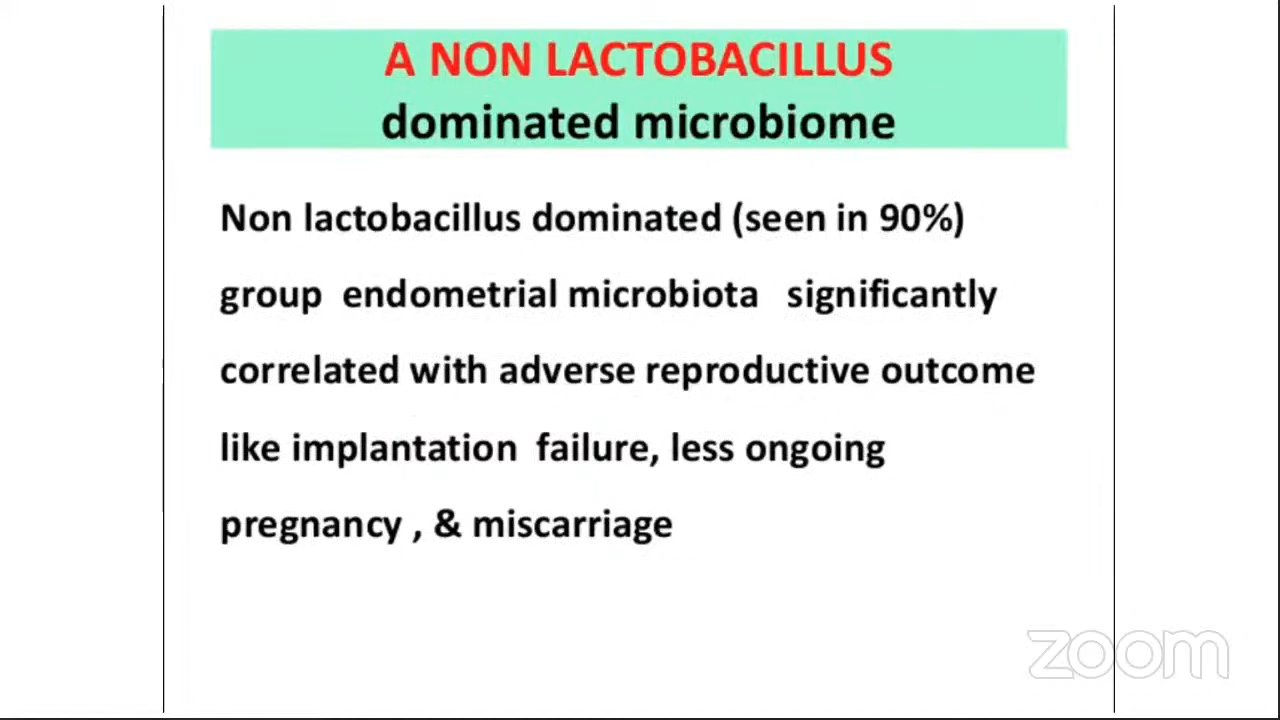 A NON LACTOBACILLUS
dominated microbiome
Non lactobacillus dominated (seen in 90%)
group endometrial microbiota significantly
correlated with adverse reproductive outcome
like implantation failure, less ongoing
pregnancy , & miscarriage
zoom